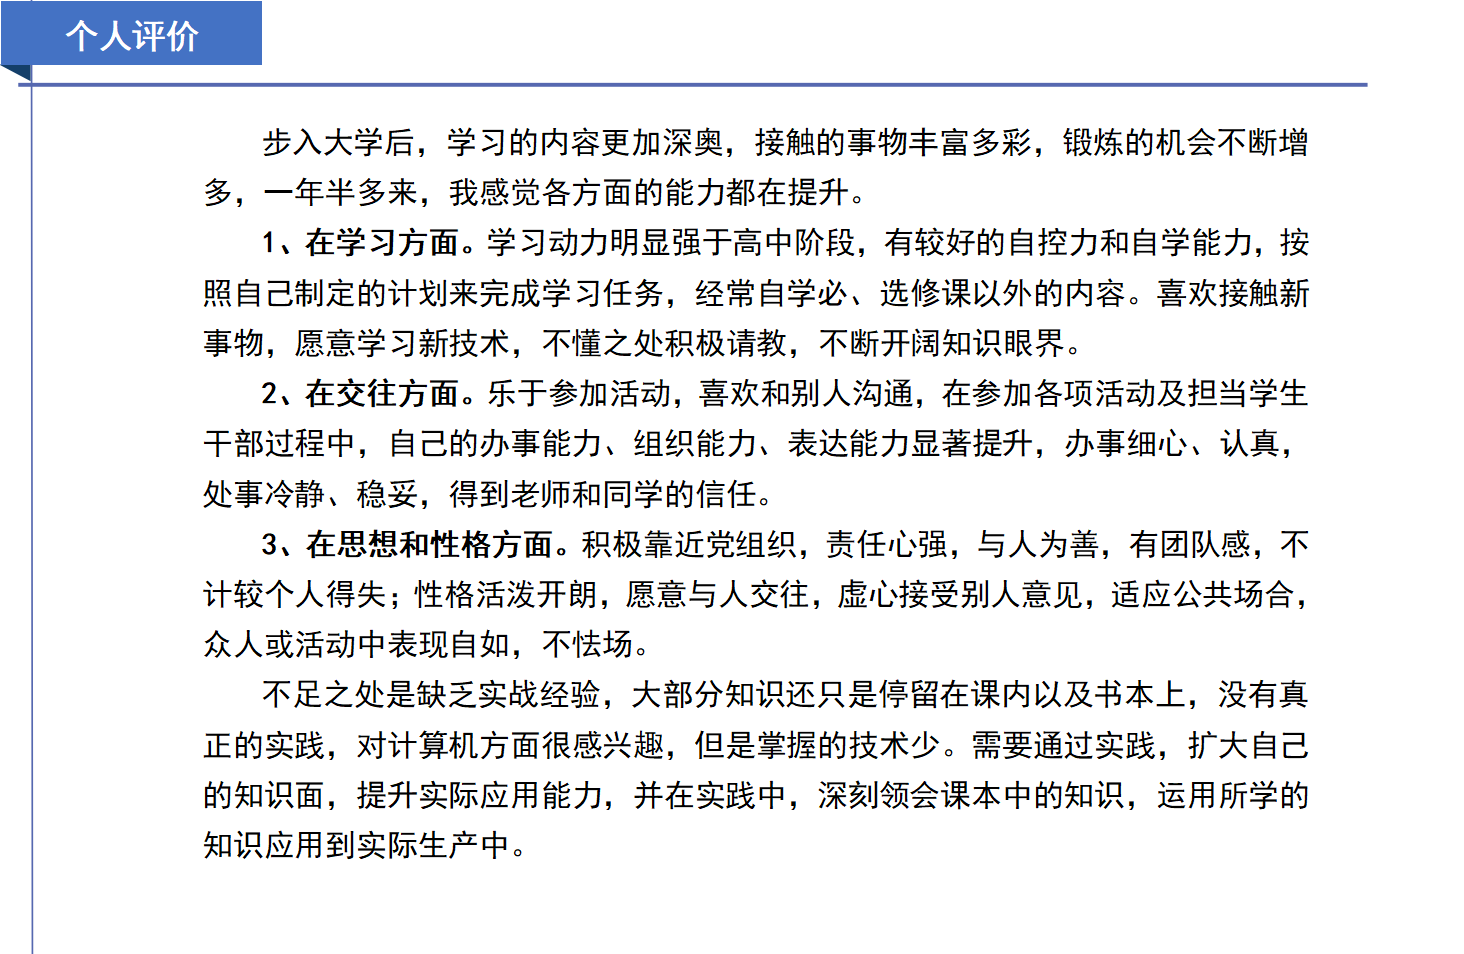 个人评价
步入大学后，学习的内容更加深奥，接触的事物丰富多彩，锻炼的机会不断增
多，一年半多来，我感觉各方面的能力都在提升。
1、在学习方面。学习动力明显强于高中阶段，有较好的自控力和自学能力，按
照自己制定的计划来完成学习任务，经常自学必、选修课以外的内容。喜欢接触新
事物，愿意学习新技术，不懂之处积极请教，不断开阔知识眼界。
2、在交往方面。乐于参加活动，喜欢和别人沟通，在参加各项活动及担当学生
干部过程中，自己的办事能力、组织能力、表达能力显著提升，办事细心、认真，
处事冷静、稳妥，得到老师和同学的信任。
3、在思想和性格方面。积极靠近党组织，责任心强，与人为善，有团队感，不
计较个人得失；性格活泼开朗，愿意与人交往，虚心接受别人意见，适应公共场合，
众人或活动中表现自如，不怯场。
不足之处是缺乏实战经验，大部分知识还只是停留在课内以及书本上，没有真
正的实践，对计算机方面很感兴趣，但是掌握的技术少。需要通过实践，扩大自己
的知识面，提升实际应用能力，并在实践中，深刻领会课本中的知识，运用所学的
知识应用到实际生产中。